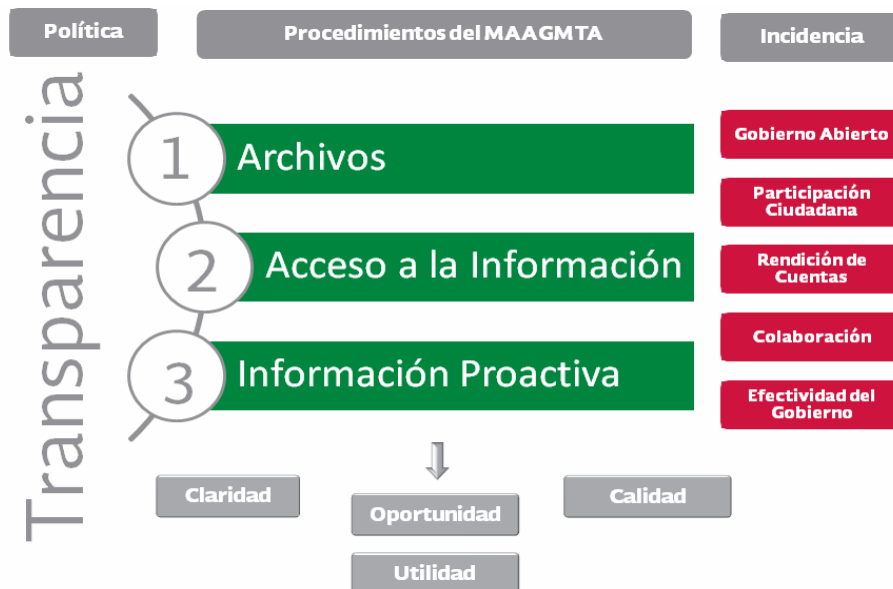 Política
Procedimientos del MAAGMTA
Incidencia
Transparencia
1
Archivos
2
Acceso a la Información
3
Información Proactiva
Gobierno Abierto
Participación
Ciudadana
Rendición de
Cuentas
Colaboración
Efectividad del
Gobierno
Claridad
Oportunidad
Calidad
Utilidad